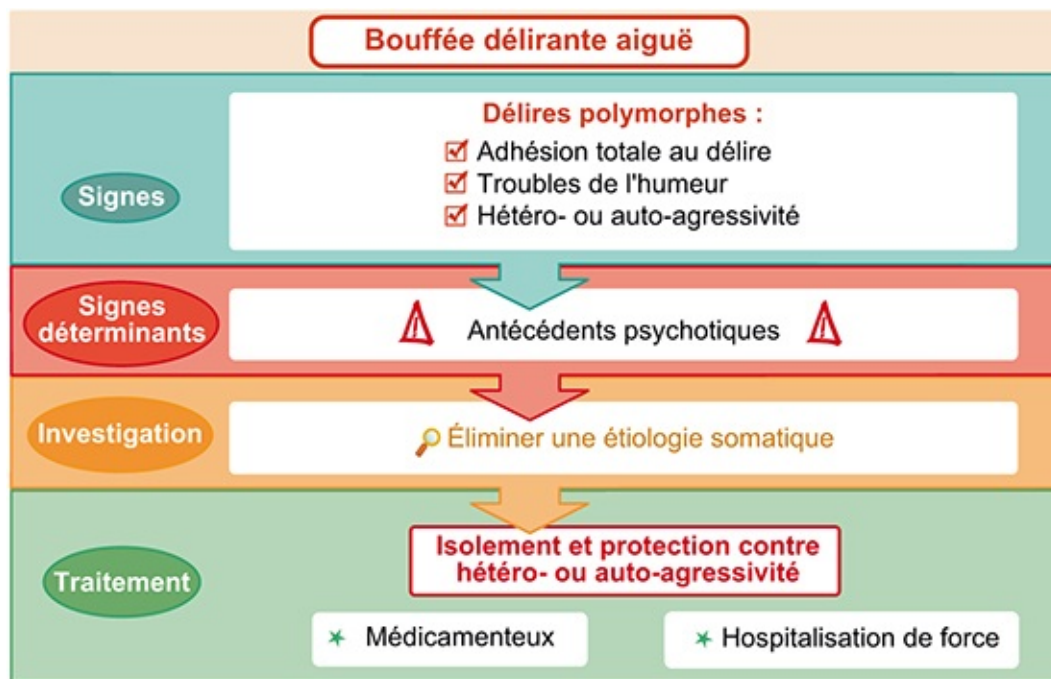 Bouffée délirante aiguë
Signes
Délires polymorphes :
Adhésion totale au délire
Troubles de l'humeur
Hétéro- ou auto-agressivité
Signes
déterminants
Antécédents psychotiques
Investigation
Éliminer une étiologie somatique
Traitement
Isolement et protection contre
hétéro- ou auto-agressivité
Médicamenteux
Hospitalisation de force